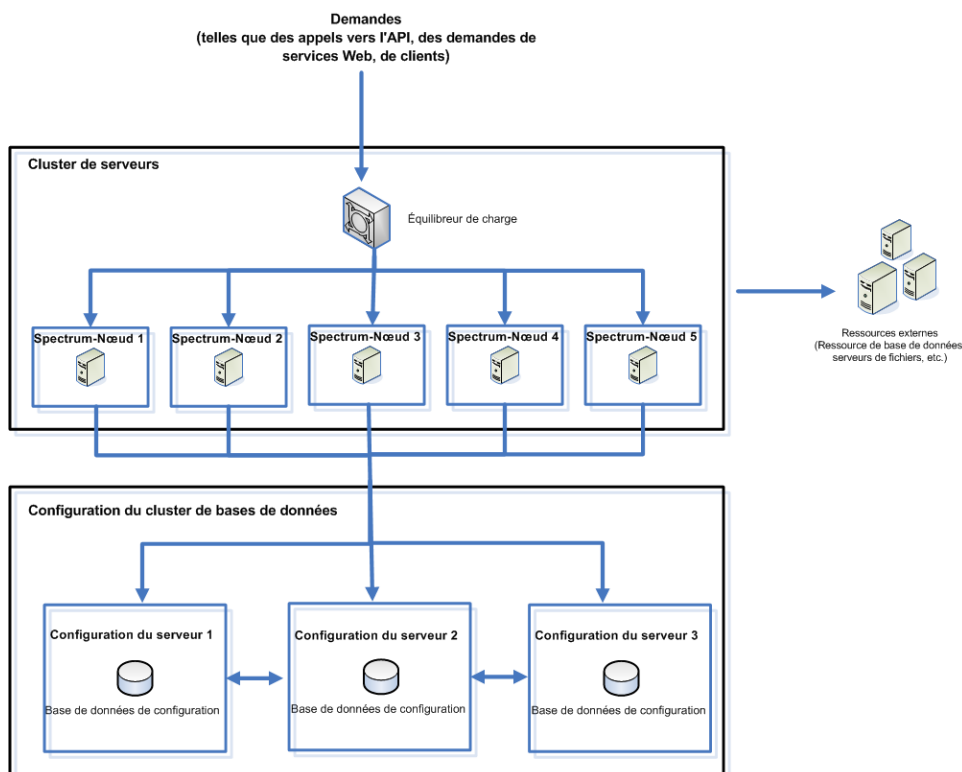 Demandes
(telles que des appels vers l'API, des demandes de
services Web, de clients)
Cluster de serveurs
Équilibreur de charge
Spectrum-Nœud 1
Spectrum-Nœud 2
Spectrum-Nœud 3
Spectrum-Nœud 4
Spectrum-Nœud 5
Ressources externes
(Ressource de base de données
serveurs de fichiers, etc.)
Configuration du cluster de bases de données
Configuration du serveur 1
Configuration du serveur 2
Configuration du serveur 3
Base de données de configuration
Base de données de configuration
Base de données de configuration